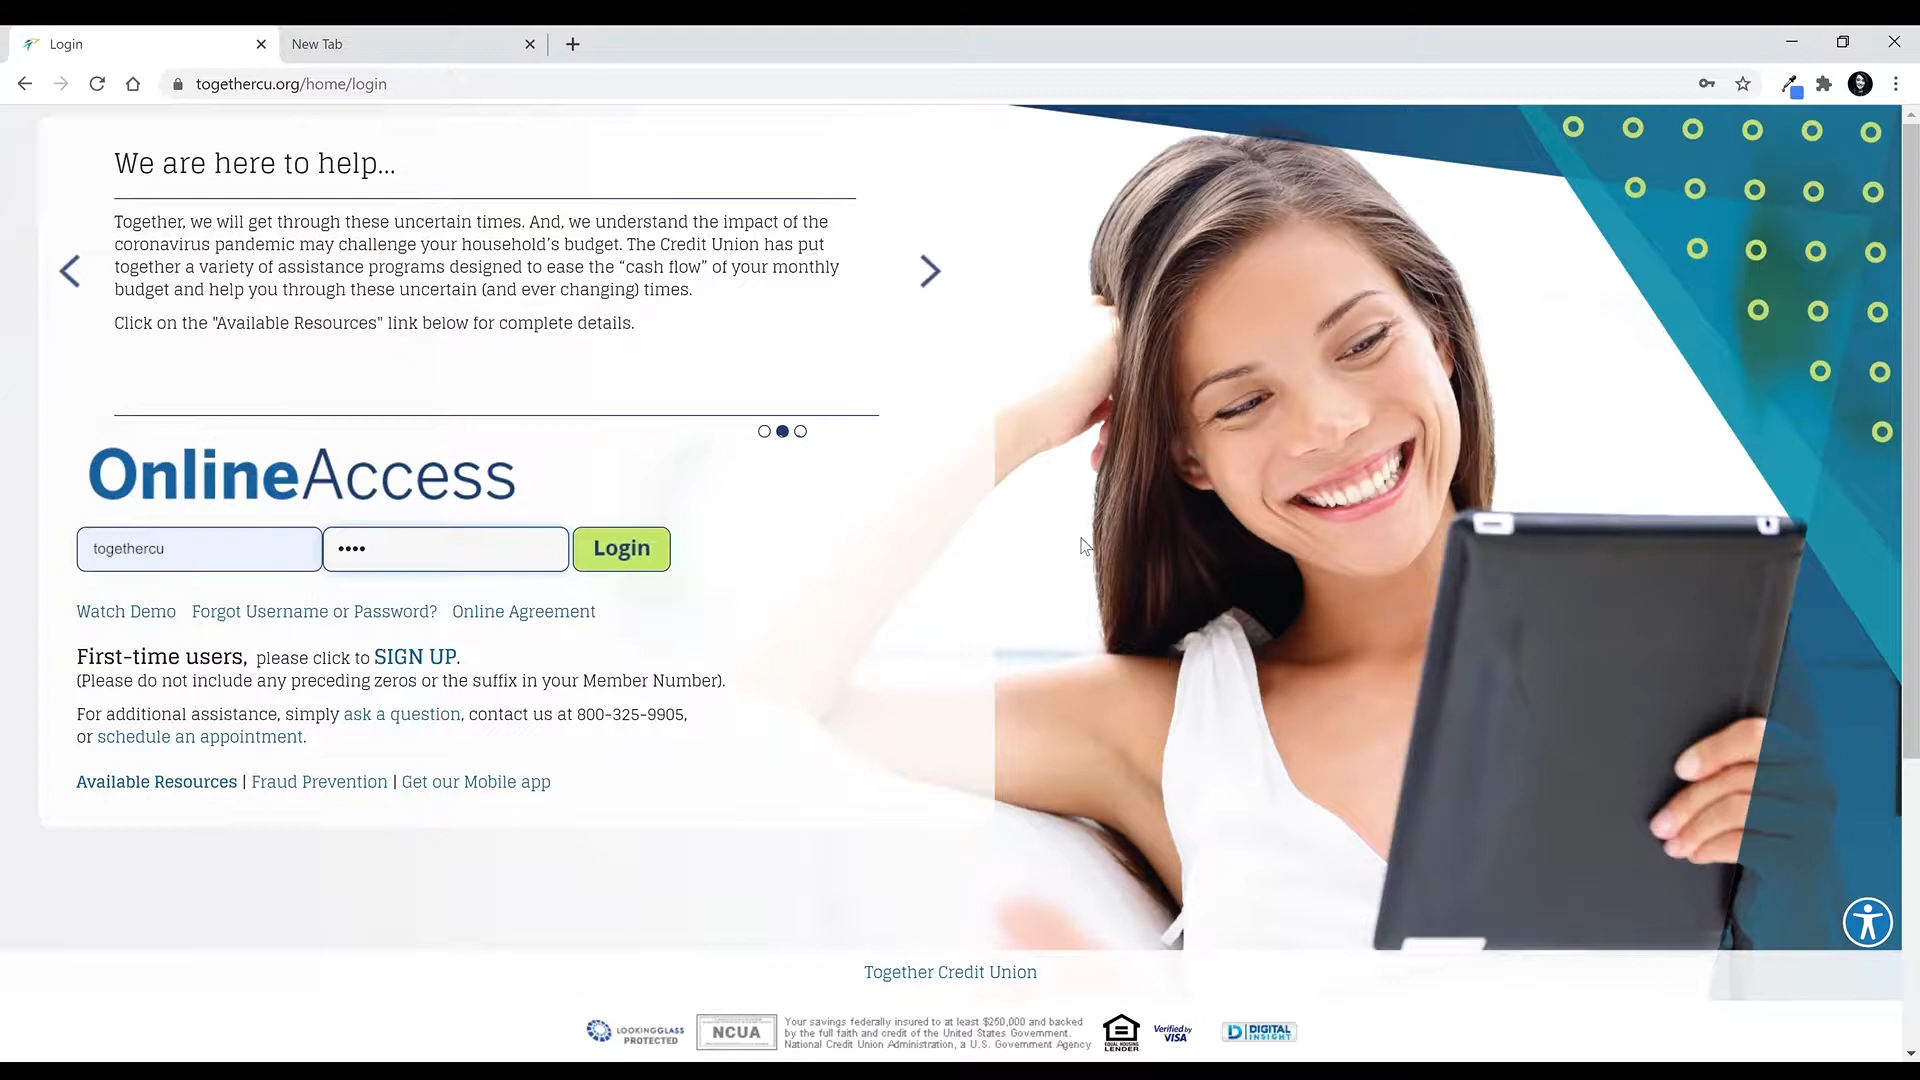 Login
New Tab
togethercu.org/home/login
We are here to help...
Together, we will get through these uncertain times. And, we understand the impact of the
coronavirus pandemic may challenge your household’s budget. The Credit Union has put
together a variety of assistance programs designed to ease the “cash flow” of your monthly
budget and help you through these uncertain (and ever changing) times.
Click on the "Available Resources" link below for complete details.
OnlineAccess
togethercu
••••
Login
Watch Demo Forgot Username or Password? Online Agreement
First-time users, please click to SIGN UP.
(Please do not include any preceding zeros or the suffix in your Member Number).
For additional assistance, simply ask a question, contact us at 800-325-9905,
or schedule an appointment.
Available Resources | Fraud Prevention | Get our Mobile app
Together Credit Union
LOOKINGGLASS
PROTECTED
NCUA
Your savings federally insured to at least $250,000 and backed
by the full faith and credit of the United States Government.
National Credit Union Administration, a U.S. Government Agency
EQUAL HOUSING
LENDER
Verified by
VISA
D DIGITAL
INSIGHT